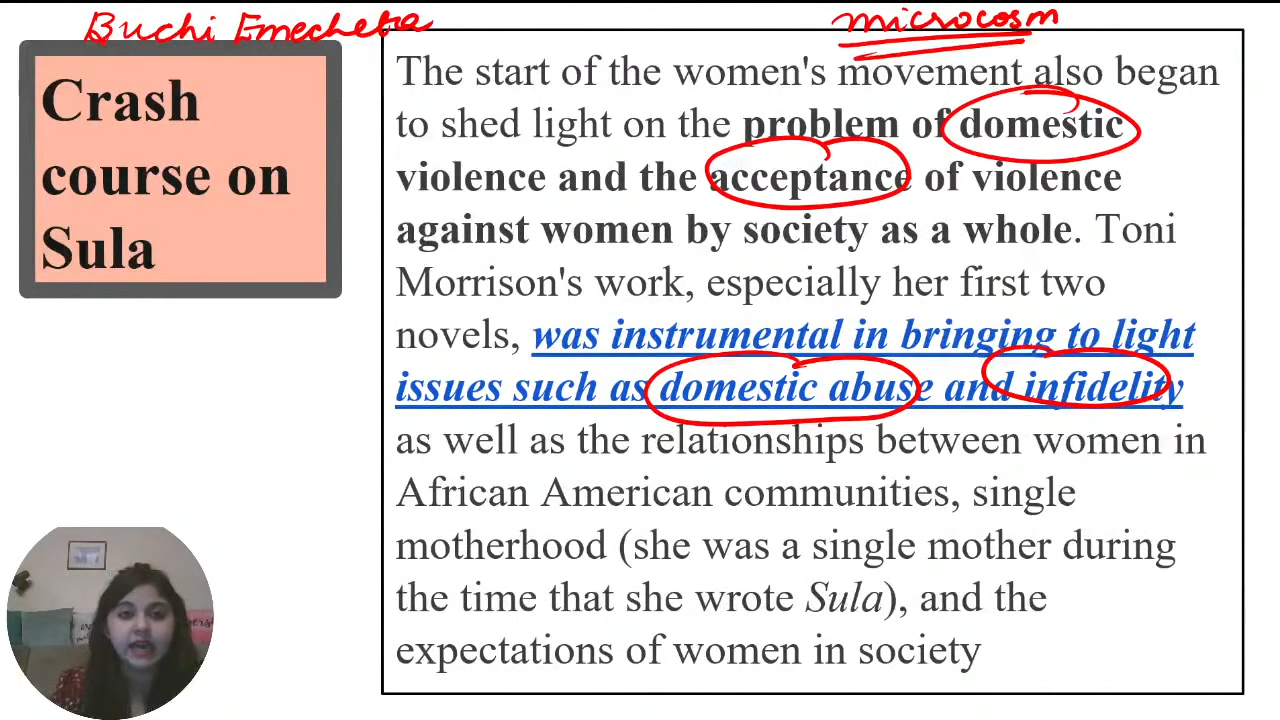 Buchi Emecheta
microcosm
Crash
course on
Sula
The start of the women's movement also began
to shed light on the problem of domestic
violence and the acceptance of violence
against women by society as a whole. Toni
Morrison's work, especially her first two
novels, was instrumental in bringing to light
issues such as domestic abuse and infidelity
as well as the relationships between women in
African American communities, single
motherhood (she was a single mother during
the time that she wrote Sula), and the
expectations of women in society